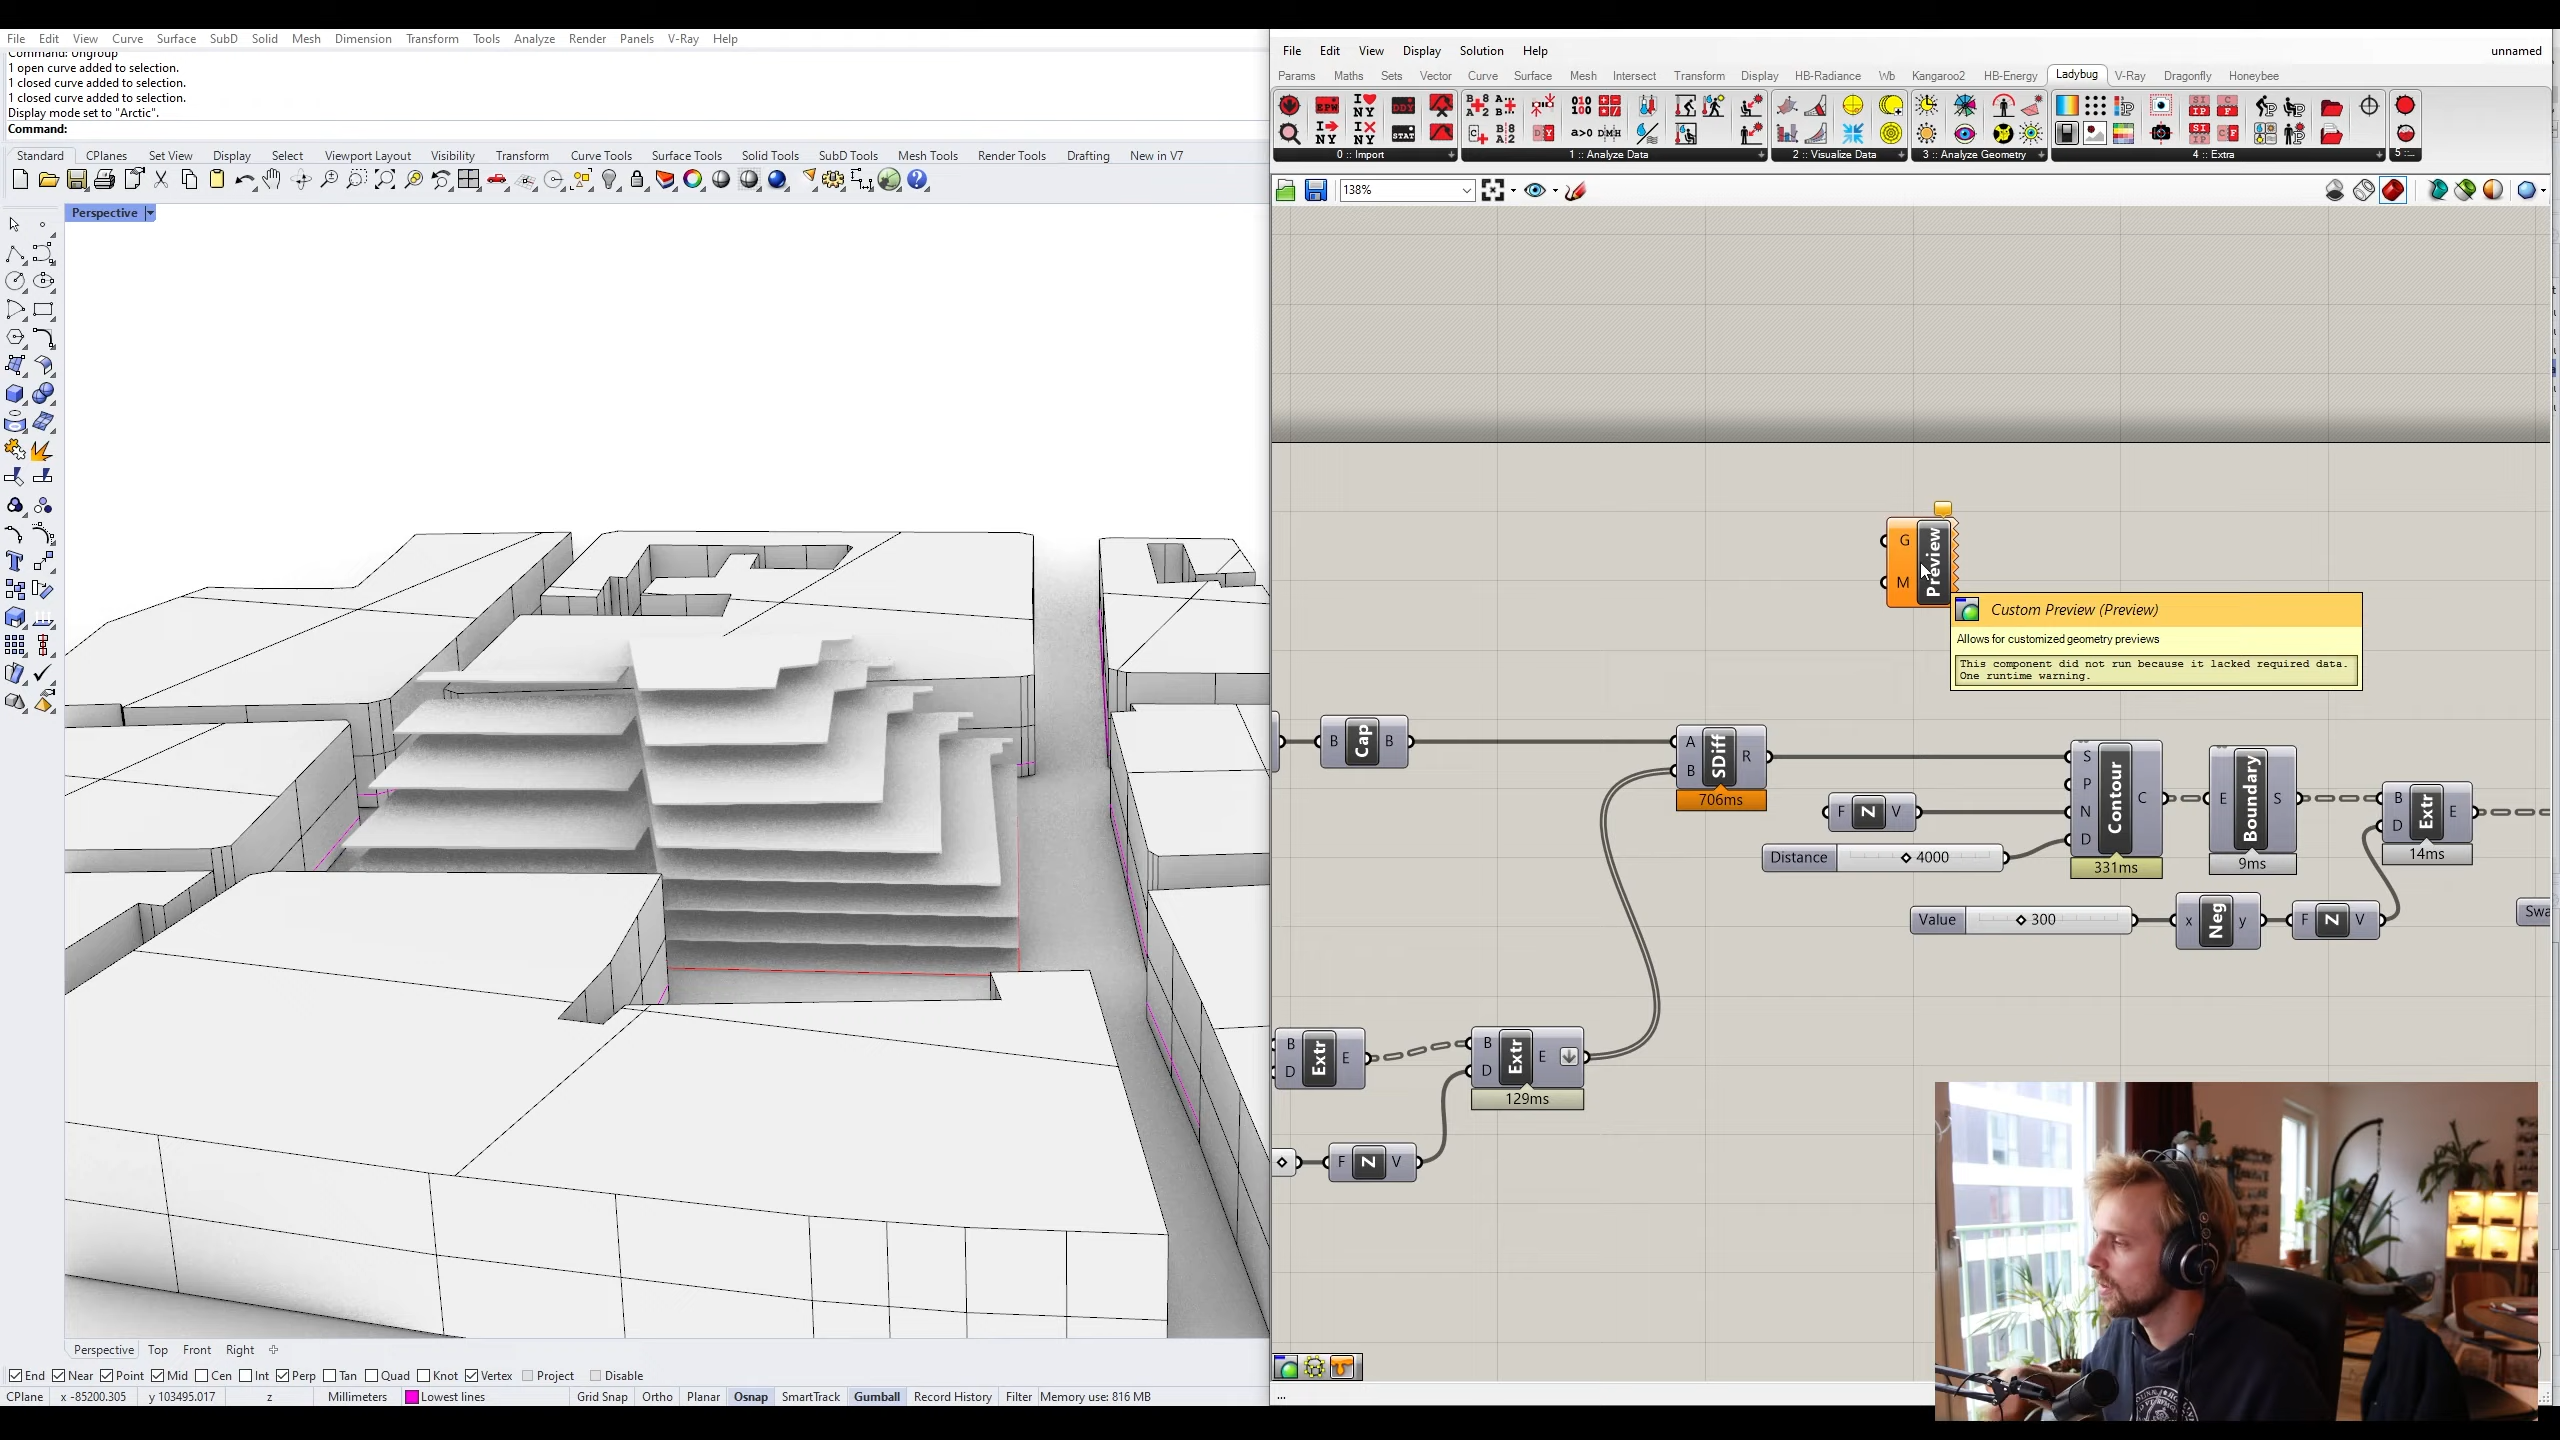 File Edit View Curve Surface SubD Solid Mesh Dimension Transform Tools Analyze Render Panels V-Ray Help
Command: Ungroup
1 open curve added to selection.
1 closed curve added to selection.
1 closed curve added to selection.
Display mode set to "Arctic".
Command:
Standard CPlanes Set View Display Select Viewport Layout Visibility Transform Curve Tools Surface Tools Solid Tools SubD Tools Mesh Tools Render Tools Drafting New in V7
Perspective
Perspective Top Front Right
End Near Point Mid Cen Int Perp Tan Quad Knot Vertex Project Disable
CPlane x -85200.305 y 103495.017 z Millimeters Lowest lines Grid Snap Ortho Planar Osnap SmartTrack Gumball Record History Filter Memory use: 816 MB
File Edit View Display Solution Help unnamed
Params Maths Sets Vector Curve Surface Mesh Intersect Transform Display HB-Radiance Wb Kangaroo2 HB-Energy Ladybug V-Ray Dragonfly Honeybee
0 :: Import 1 :: Analyze Data 2 :: Visualize Data 3 :: Analyze Geometry 4 :: Extra
138%
G
M
Preview
Custom Preview (Preview)
Allows for customized geometry previews
This component did not run because it lacked required data.
One runtime warning.
B Cap B
A
B
SDiff R
706ms
F Z V
Distance 4000
S
P
N
D
Contour C
331ms
E Boundary S
9ms
B
D
Extr E
14ms
Value 300
x Neg y
F Z V
Swa
B
D
Extr E
B
D
Extr E
129ms
F Z V
...